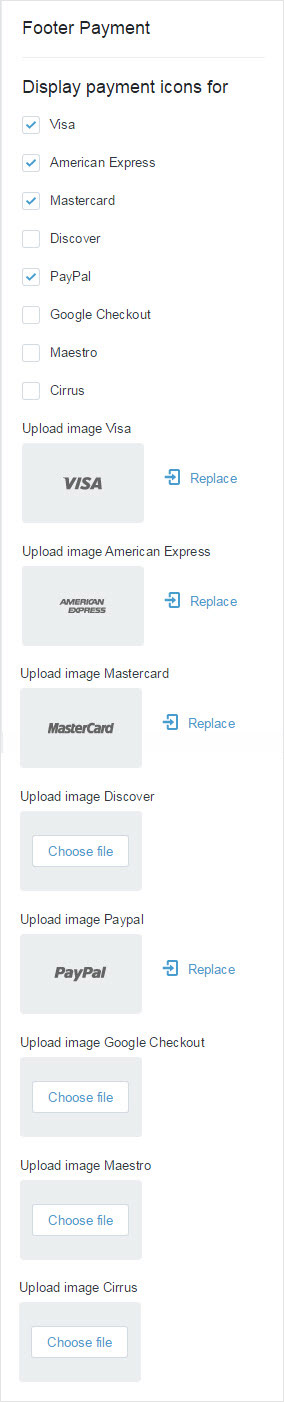 Footer Payment
Display payment icons for
Visa
American Express
Mastercard
Discover
PayPal
Google Checkout
Maestro
Cirrus
Upload image Visa
VISA
Replace
Upload image American Express
AMERICAN
EXPRESS
Replace
Upload image Mastercard
MasterCard
Replace
Upload image Discover
Choose file
Upload image Paypal
PayPal
Replace
Upload image Google Checkout
Choose file
Upload image Maestro
Choose file
Upload image Cirrus
Choose file